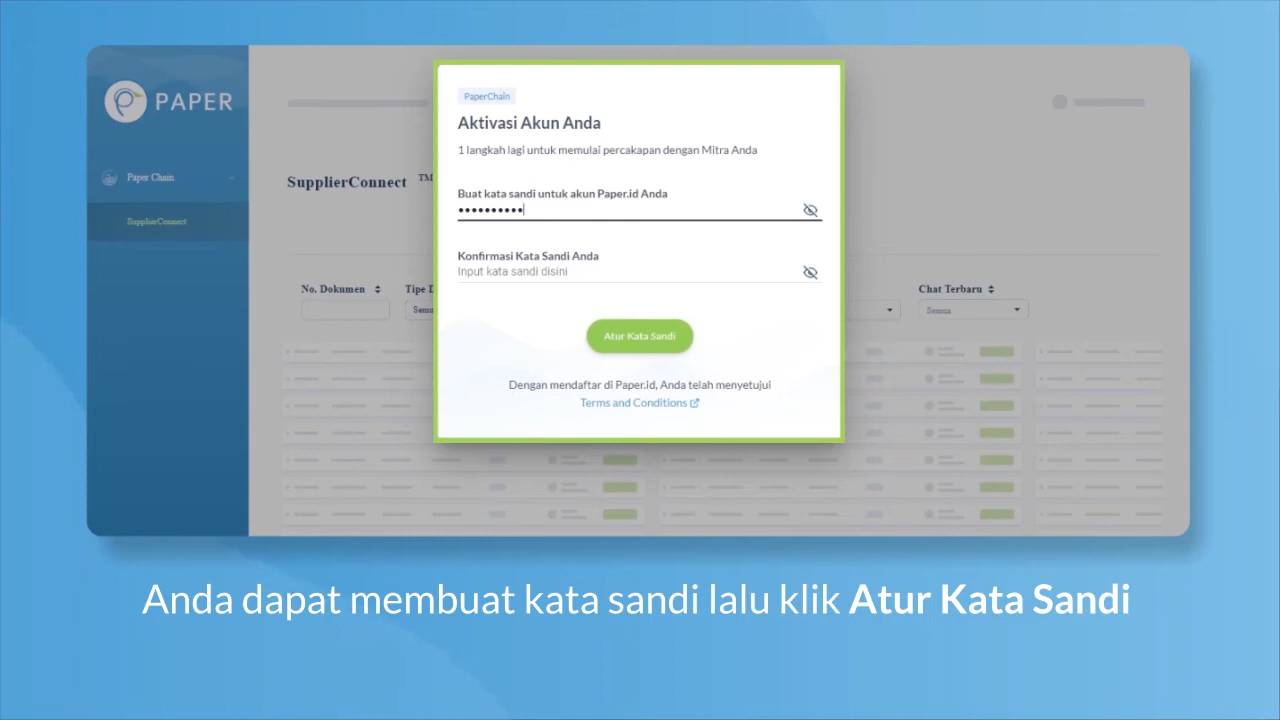 PAPER
Paper Chain
SupplierConnect
SupplierConnect TM
No. Dokumen
Tipe D
Semu
Chat Terbaru
Semua
PaperChain
Aktivasi Akun Anda
1 langkah lagi untuk memulai percakapan dengan Mitra Anda
Buat kata sandi untuk akun Paper.id Anda
••••••••••
Konfirmasi Kata Sandi Anda
Input kata sandi disini
Atur Kata Sandi
Dengan mendaftar di Paper.id, Anda telah menyetujui
Terms and Conditions
Anda dapat membuat kata sandi lalu klik Atur Kata Sandi